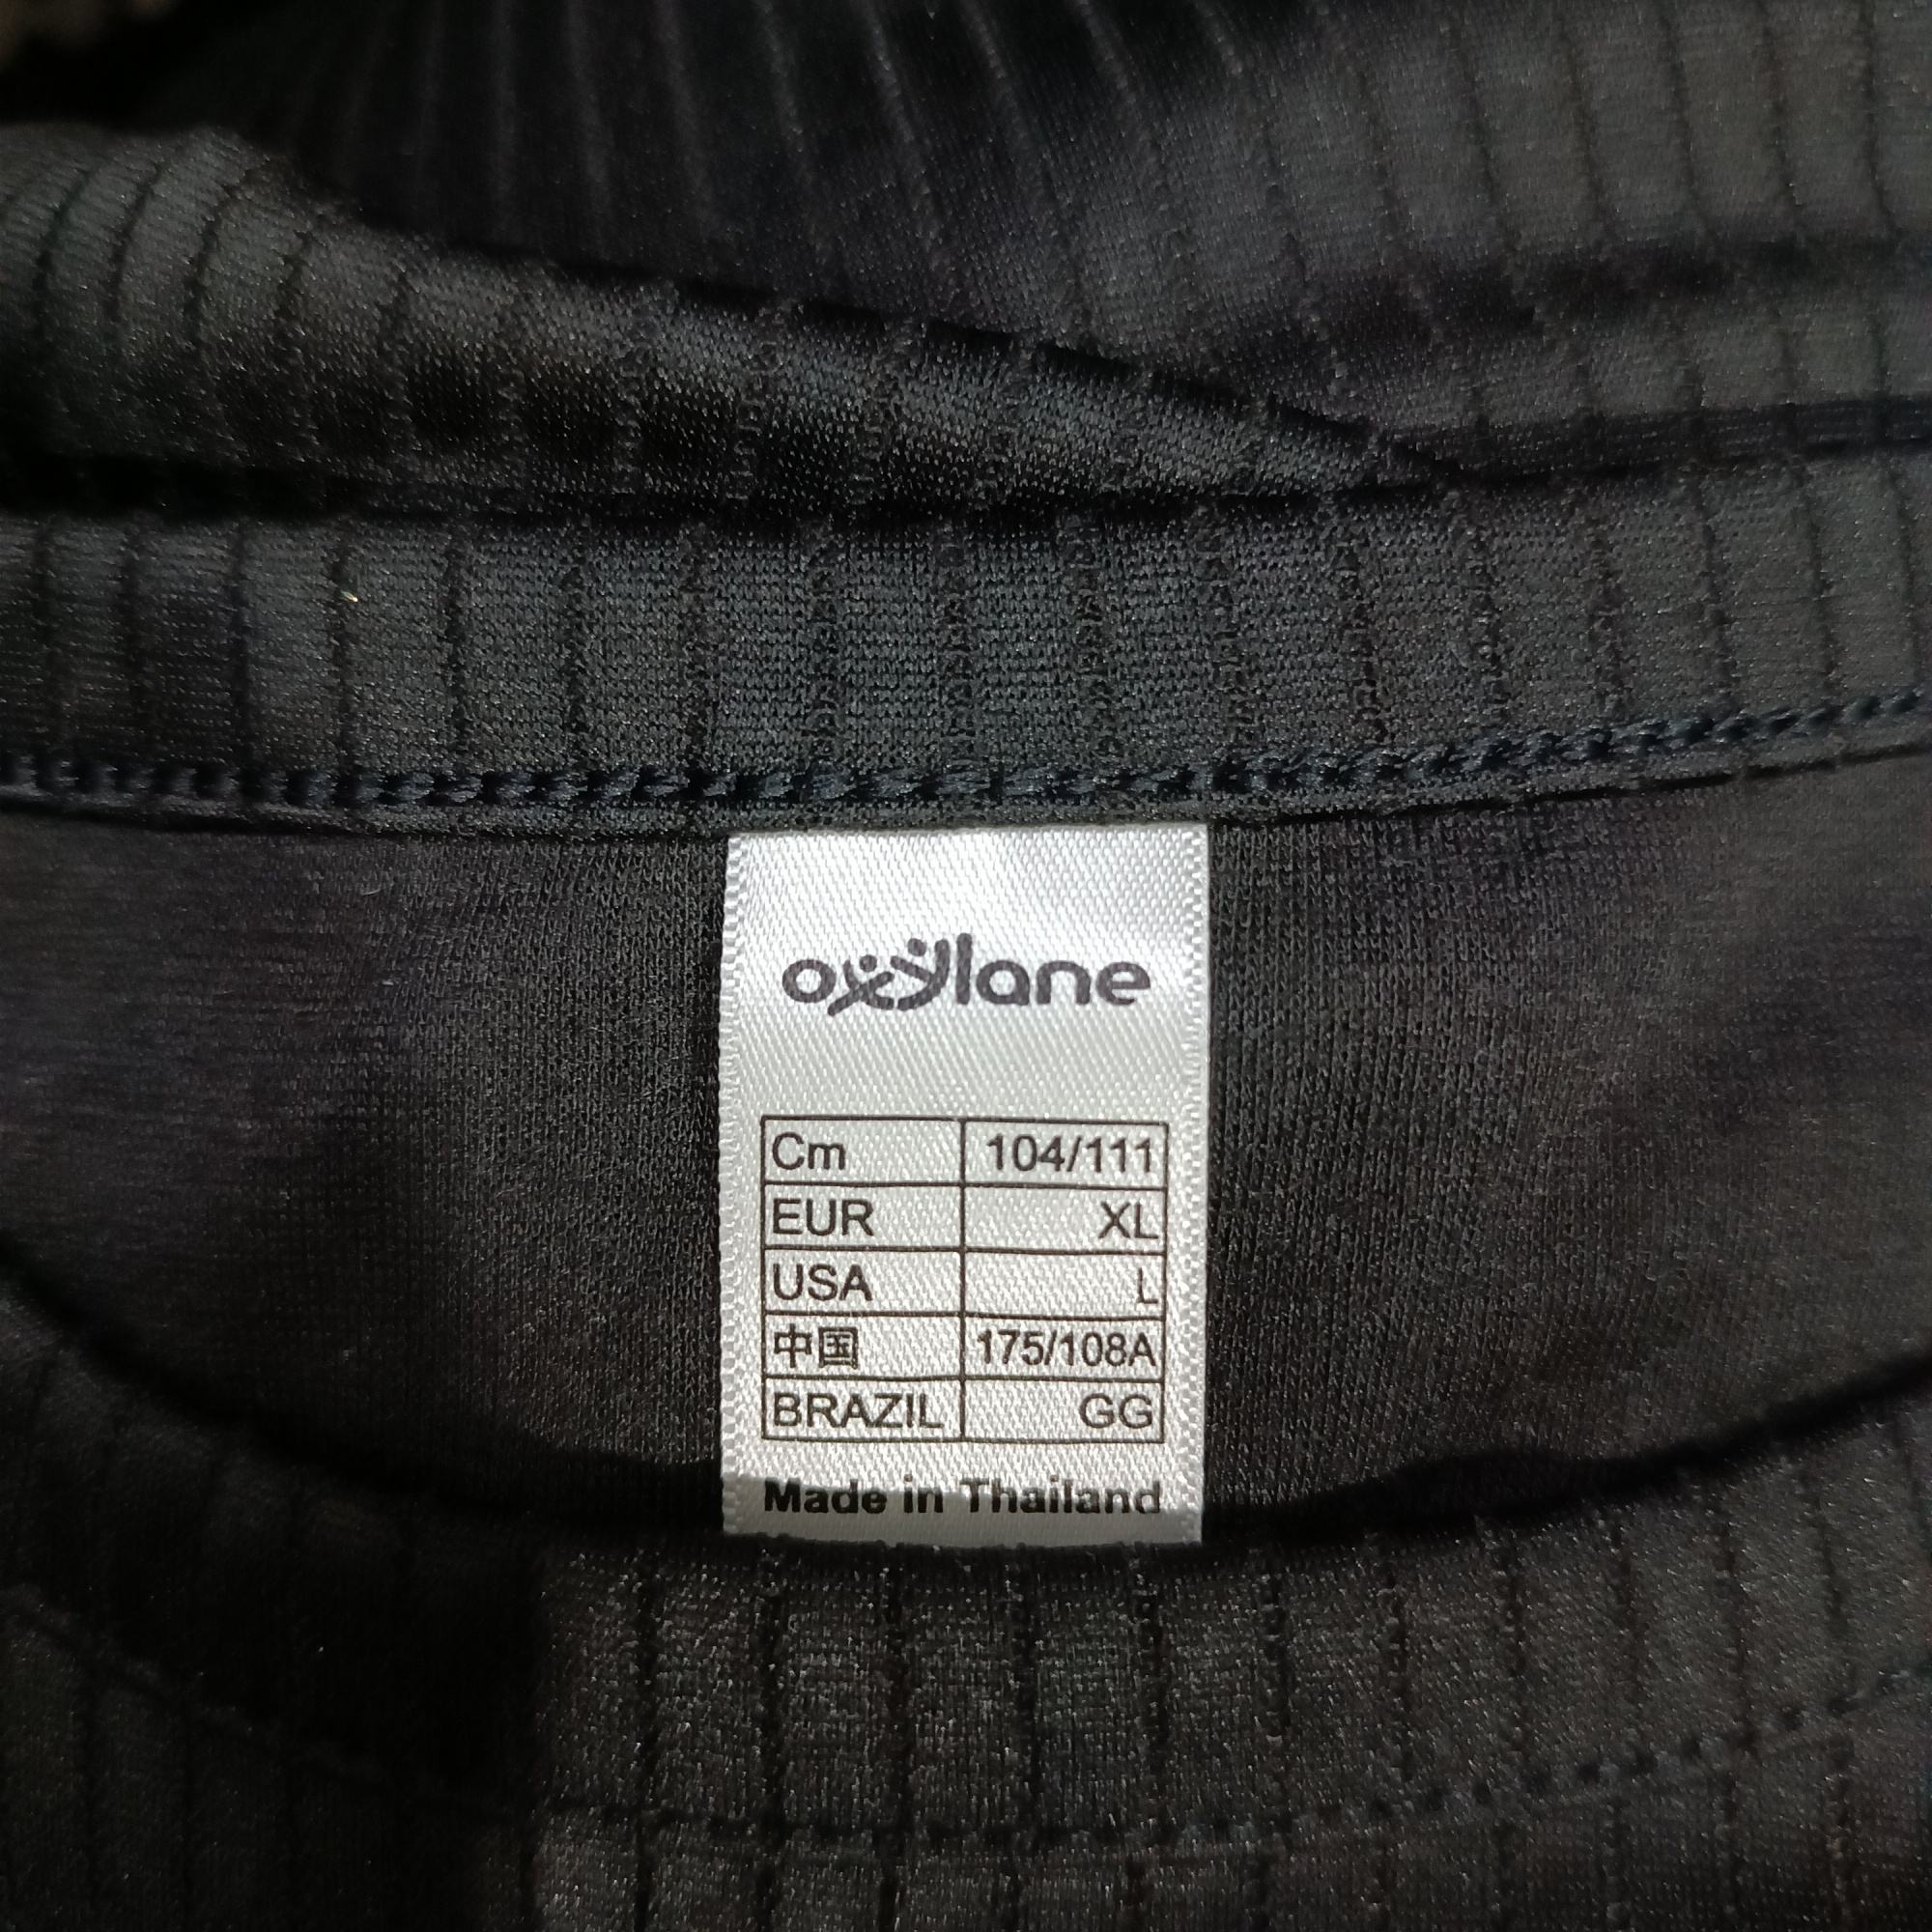 oxylane
Cm 104/111
EUR XL
USA L
中国 175/108A
BRAZIL GG
Made in Thailand